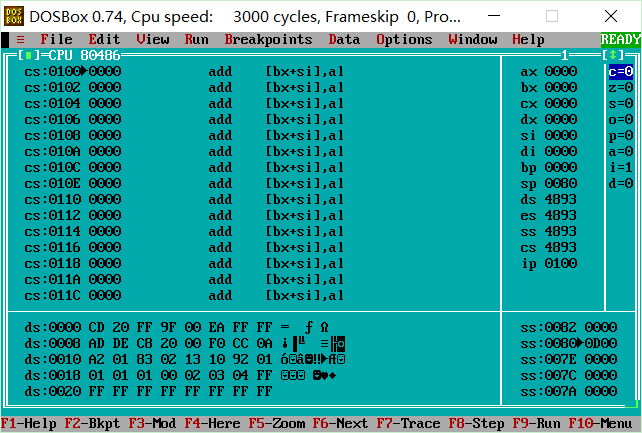 DOSBox 0.74, Cpu speed: 3000 cycles, Frameskip 0, Pro...
≡ File Edit View Run Breakpoints Data Options Window Help READY
[■]-CPU 80486 1 [↕]
cs:0100►0000 add [bx+si],al ax 0000 c=0
cs:0102 0000 add [bx+si],al bx 0000 z=0
cs:0104 0000 add [bx+si],al cx 0000 s=0
cs:0106 0000 add [bx+si],al dx 0000 o=0
cs:0108 0000 add [bx+si],al si 0000 p=0
cs:010A 0000 add [bx+si],al di 0000 a=0
cs:010C 0000 add [bx+si],al bp 0000 i=1
cs:010E 0000 add [bx+si],al sp 0080 d=0
cs:0110 0000 add [bx+si],al ds 4893
cs:0112 0000 add [bx+si],al es 4893
cs:0114 0000 add [bx+si],al ss 4893
cs:0116 0000 add [bx+si],al cs 4893
cs:0118 0000 add [bx+si],al ip 0100
cs:011A 0000 add [bx+si],al
cs:011C 0000 add [bx+si],al
ds:0000 CD 20 FF 9F 00 EA FF FF = ƒ Ω ss:0082 0000
ds:0008 AD DE C8 20 00 F0 CC 0A ss:0080►0D00
ds:0010 A2 01 83 02 13 10 92 01 ó☺â☻‼►Æ☺ ss:007E 0000
ds:0018 01 01 01 00 02 03 04 FF ☺☺☺ ☻♥♦ ss:007C 0000
ds:0020 FF FF FF FF FF FF FF FF ss:007A 0000
F1-Help F2-Bkpt F3-Mod F4-Here F5-Zoom F6-Next F7-Trace F8-Step F9-Run F10-Menu